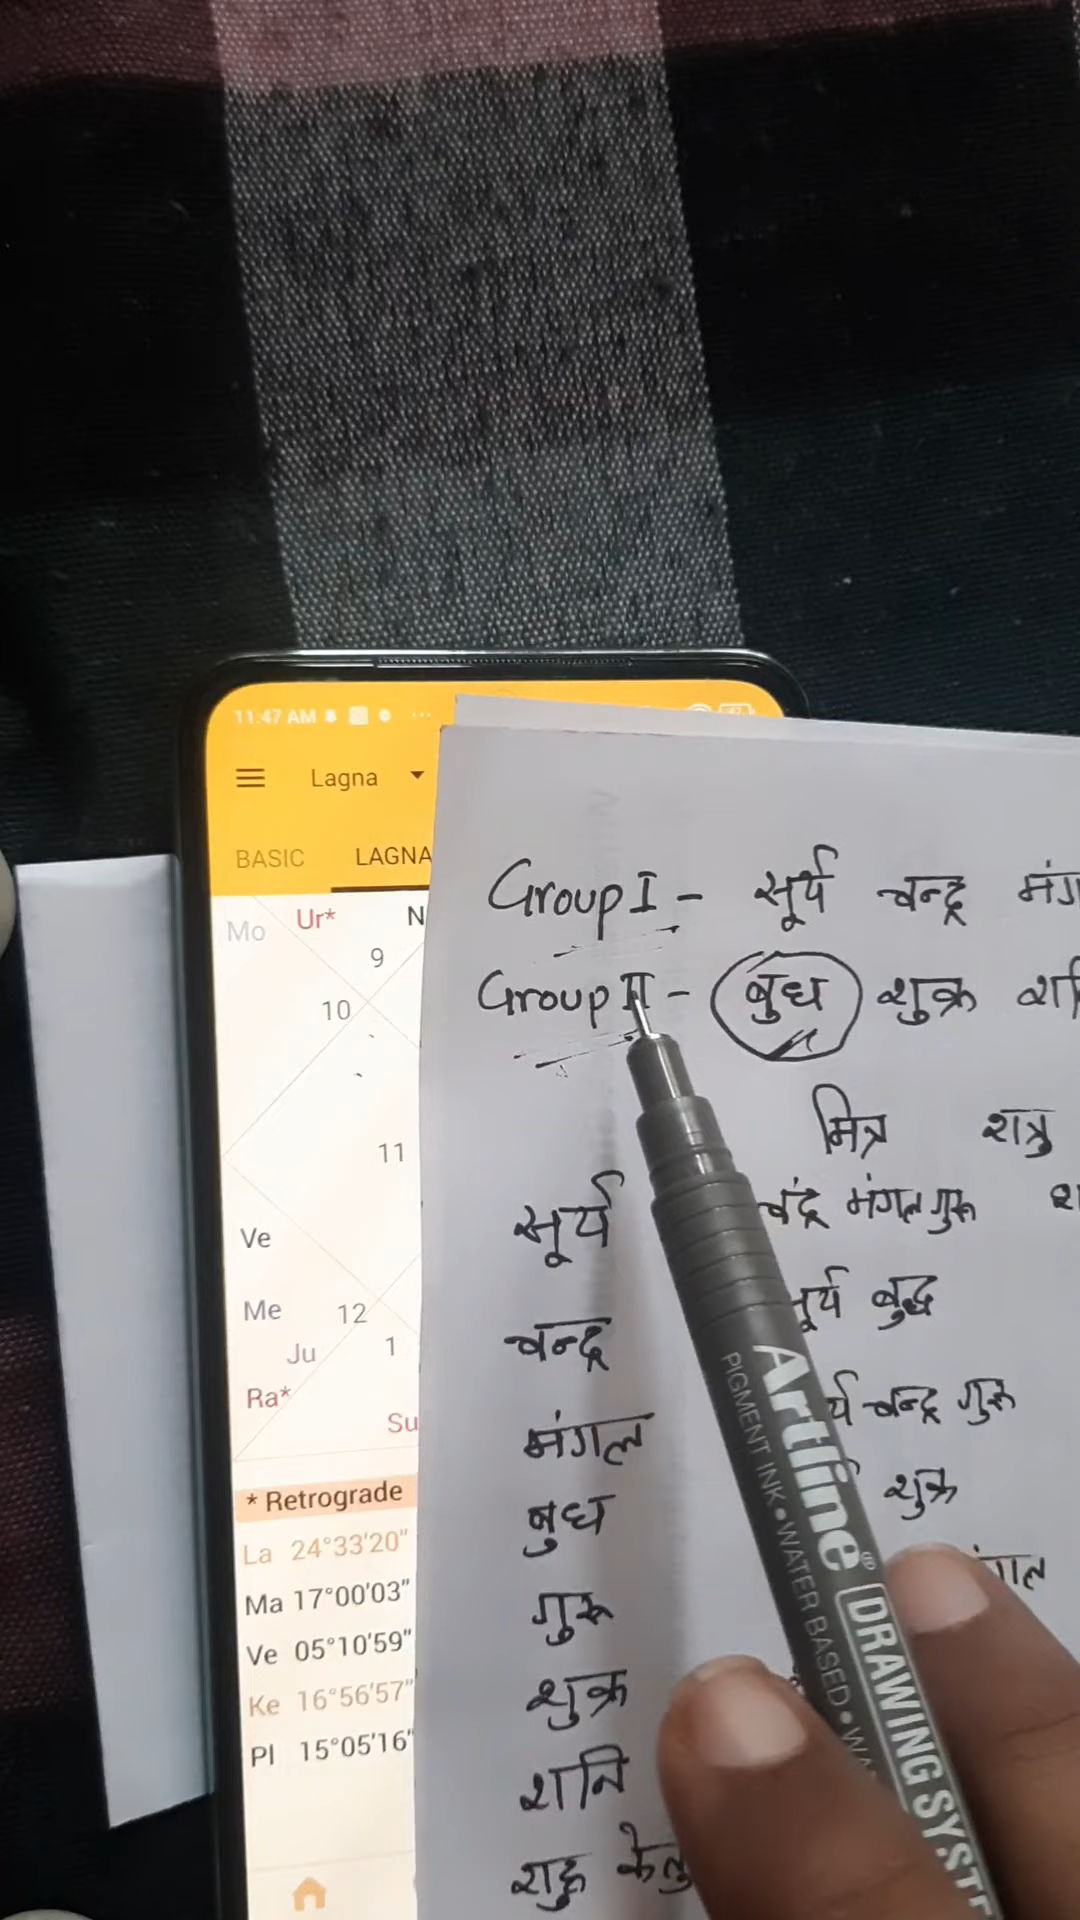 11:47 AM
Lagna
BASIC LAGNA
Mo Ur* N
9
10
11
Ve
Me 12
Ju 1
Ra*
Su
* Retrograde
La 24°33'20"
Ma 17°00'03"
Ve 05°10'59"
Ke 16°56'57"
Pl 15°05'16"
Group I - सूर्य चन्द्र
Group II - बुध शुक्र
मित्र शत्रु
सूर्य चंद्र मंगल गुरू
चन्द्र बुद्ध
मंगल चन्द्र गुरू
बुध शुक्र
गुरू
शुक्र
शनि
राहु केतु
Artline®
PIGMENT INK • WATER BASED •
DRAWING